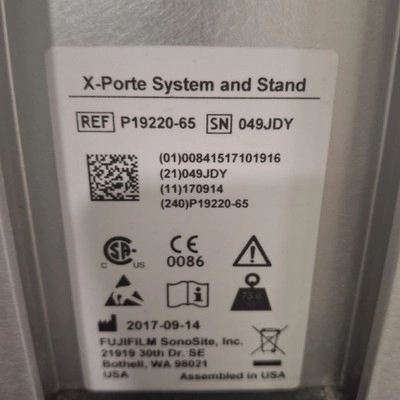 X-Porte System and Stand
REF P19220-65 SN 049JDY
(01)00841517101916
(21)049JDY
(11)170914
(240)P19220-65
C SA US CE 0086
2017-09-14
FUJIFILM SonoSite, Inc.
21919 30th Dr. SE
Bothell, WA 98021
USA Assembled in USA